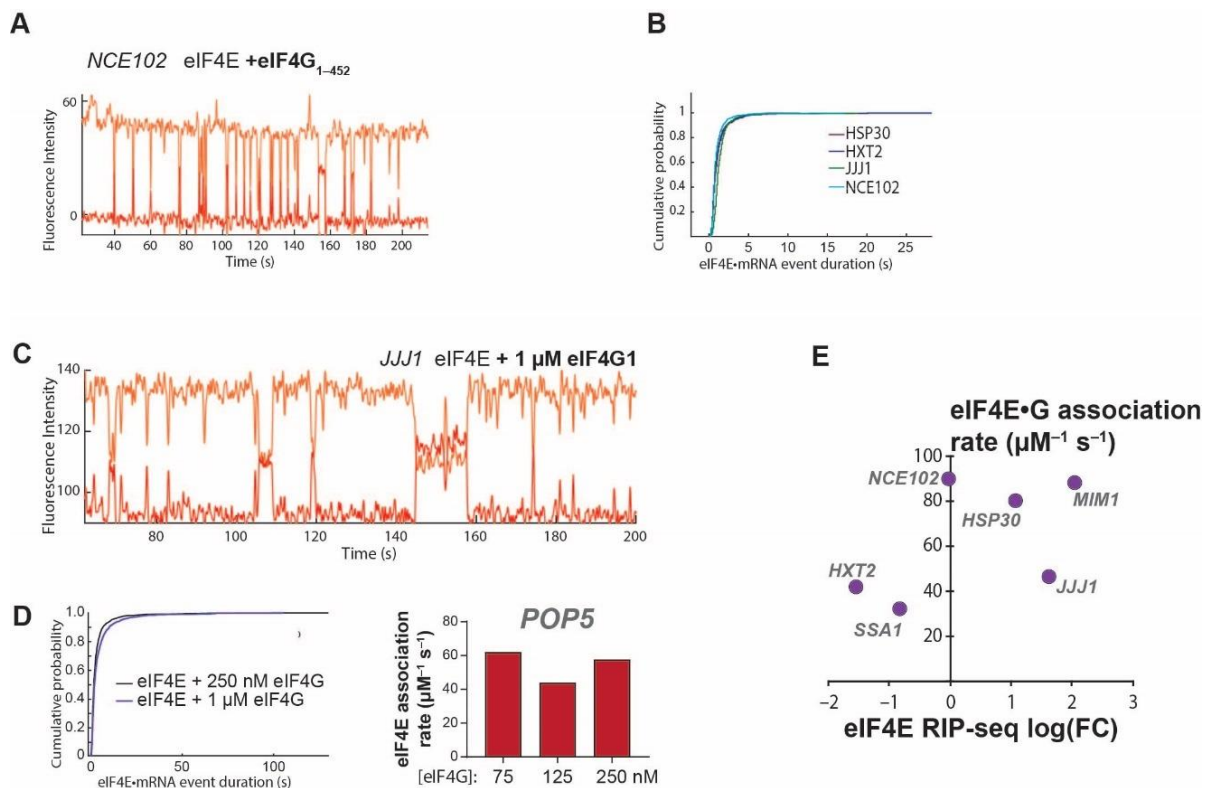 A
NCE102 eIF4E +eIF4G1–452
Fluorescence Intensity
60
0
40 60 80 100 120 140 160 180 200
Time (s)
B
Cumulative probability
1
0.8
0.6
0.4
0.2
HSP30
HXT2
JJJ1
NCE102
0 5 10 15 20 25
eIF4E•mRNA event duration (s)
C
JJJ1 eIF4E + 1 µM eIF4G1
Fluorescence Intensity
140
120
100
80 100 120 140 160 180 200
Time (s)
D
Cumulative probability
1.0
0.8
0.6
0.4
0.2
0
eIF4E + 250 nM eIF4G
eIF4E + 1 µM eIF4G
0 50 100
eIF4E•mRNA event duration (s)
POP5
eIF4E association
rate (µM−1 s−1)
80
60
40
20
0
[eIF4G]: 75 125 250 nM
E
eIF4E•G association
rate (µM−1 s−1)
100
80
60
40
20
NCE102
MIM1
HSP30
HXT2
JJJ1
SSA1
−2 −1 0 1 2 3
eIF4E RIP-seq log(FC)